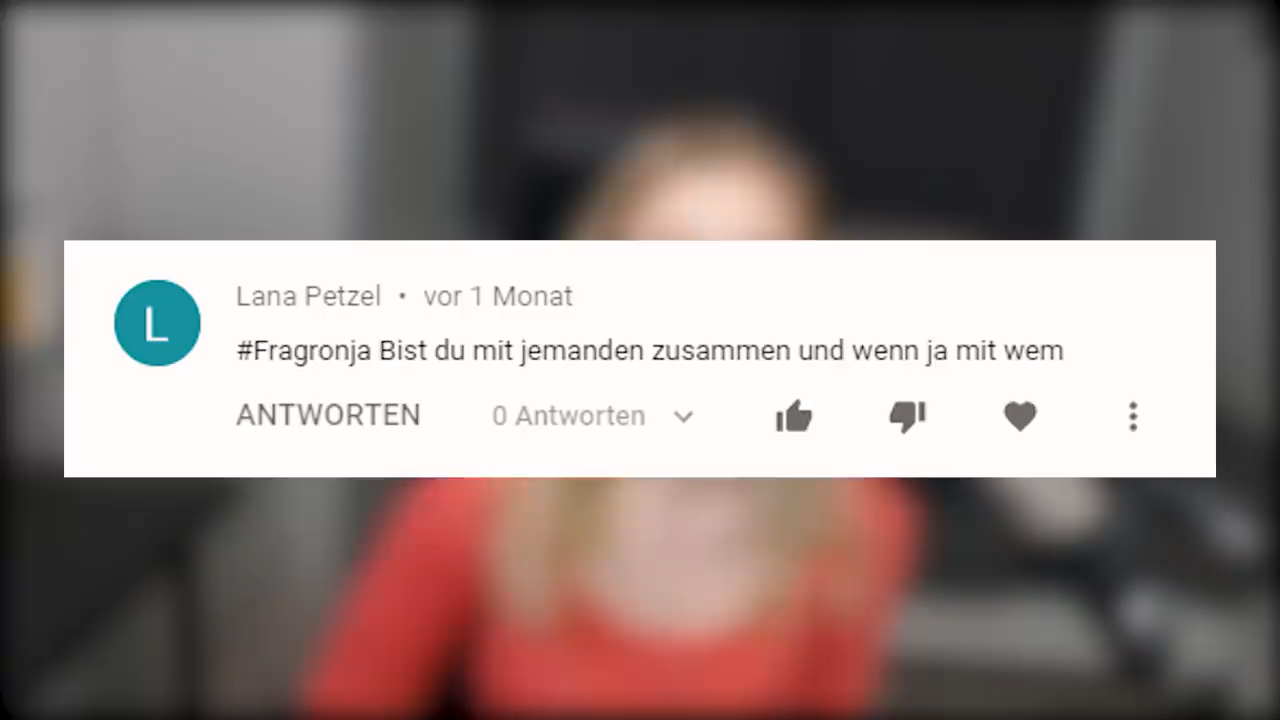 L
Lana Petzel • vor 1 Monat
#Fragronja Bist du mit jemanden zusammen und wenn ja mit wem
ANTWORTEN 0 Antworten